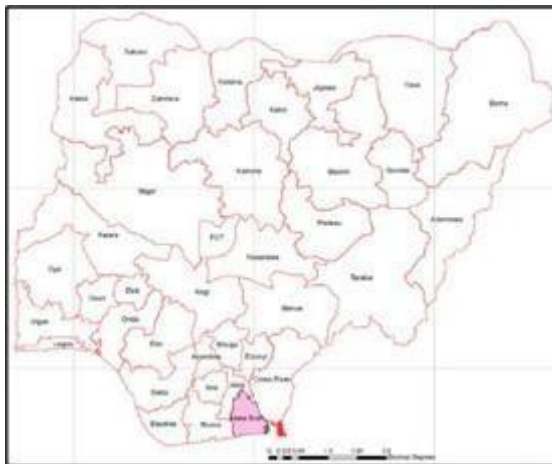 Sokoto
Katsina
Jigawa
Yobe
Borno
Kebbi
Zamfara
Kano
Kaduna
Bauchi
Gombe
Niger
Adamawa
Plateau
Kwara
FCT
Nasarawa
Taraba
Oyo
Osun
Ekiti
Kogi
Benue
Ogun
Ondo
Lagos
Edo
Enugu
Ebonyi
Anambra
Cross River
Delta
Imo
Abia
Bayelsa
Rivers
Akwa Ibom
Decimal Degrees